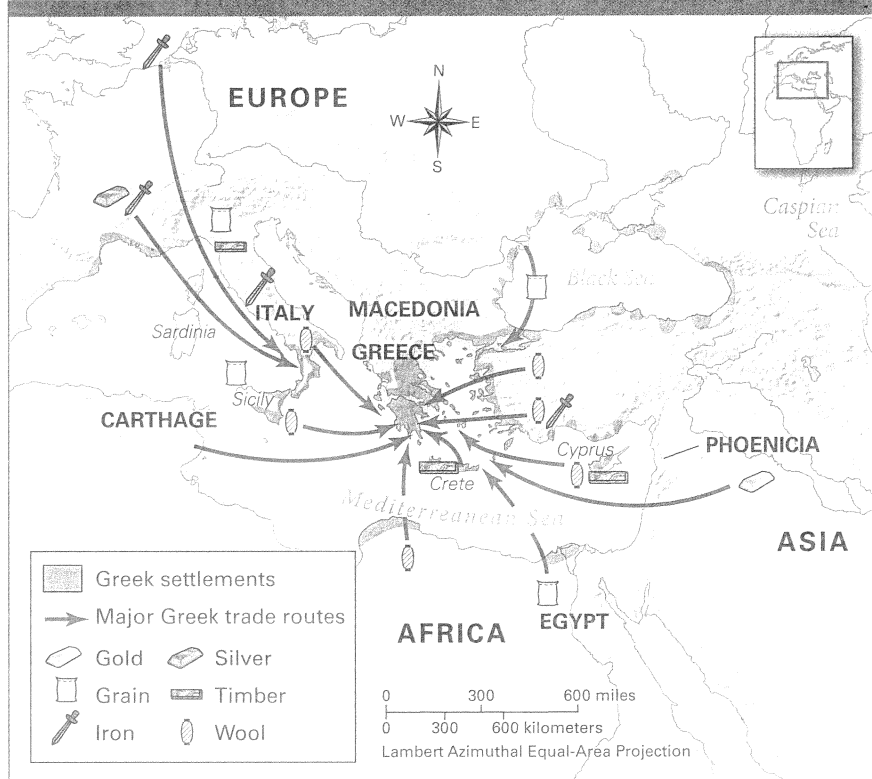 EUROPE
N
W E
S
Caspian
Sea
Black Sea
ITALY
MACEDONIA
Sardinia
GREECE
Sicily
CARTHAGE
Cyprus
PHOENICIA
Crete
Mediterranean Sea
ASIA
AFRICA
EGYPT
Greek settlements
Major Greek trade routes
Gold Silver
Grain Timber
Iron Wool
0 300 600 miles
0 300 600 kilometers
Lambert Azimuthal Equal-Area Projection